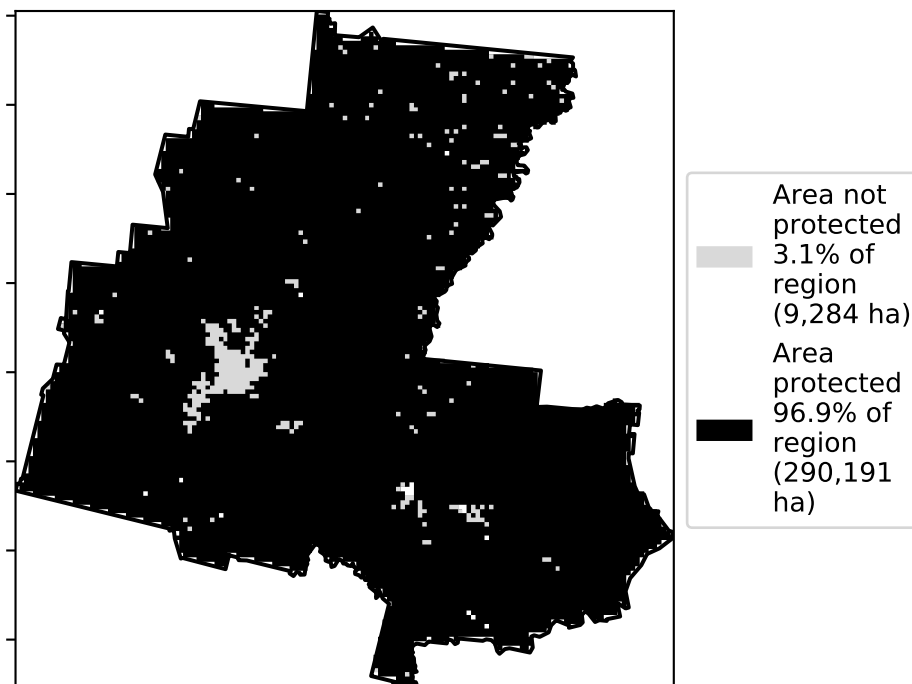 Area not
protected
3.1% of
region
(9,284 ha)
Area
protected
96.9% of
region
(290,191
ha)